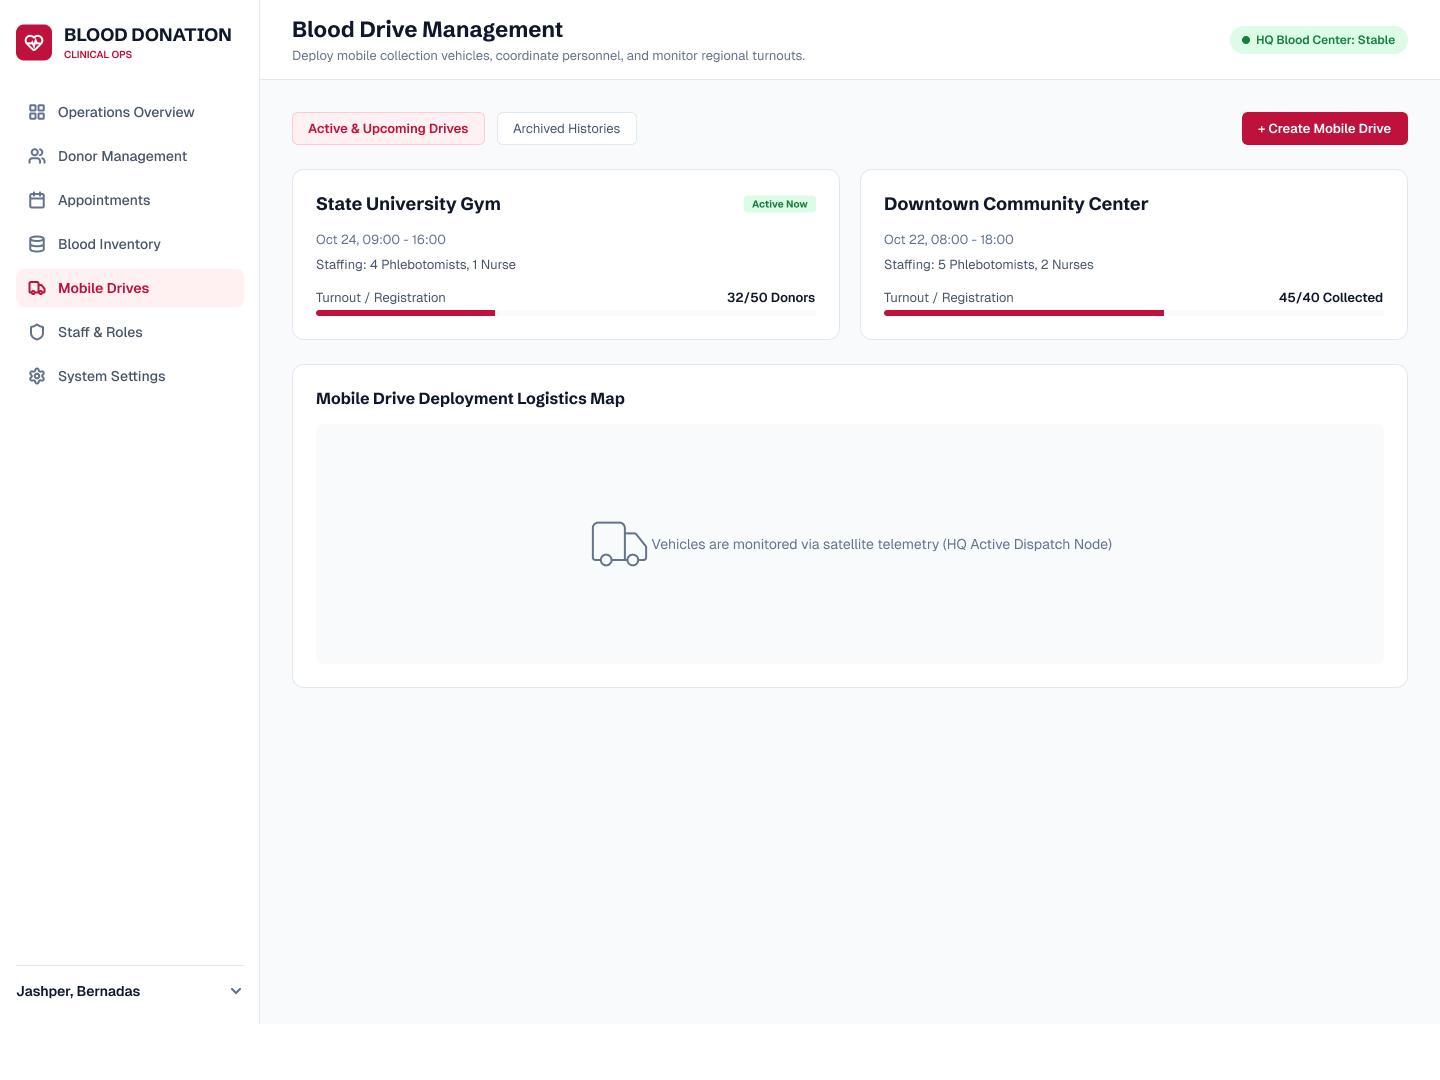 BLOOD DONATION
CLINICAL OPS
Operations Overview
Donor Management
Appointments
Blood Inventory
Mobile Drives
Staff & Roles
System Settings
Jashper, Bernadas
Blood Drive Management
Deploy mobile collection vehicles, coordinate personnel, and monitor regional turnouts.
HQ Blood Center: Stable
Active & Upcoming Drives
Archived Histories
+ Create Mobile Drive
State University Gym
Active Now
Oct 24, 09:00 - 16:00
Staffing: 4 Phlebotomists, 1 Nurse
Turnout / Registration
32/50 Donors
Downtown Community Center
Oct 22, 08:00 - 18:00
Staffing: 5 Phlebotomists, 2 Nurses
Turnout / Registration
45/40 Collected
Mobile Drive Deployment Logistics Map
Vehicles are monitored via satellite telemetry (HQ Active Dispatch Node)